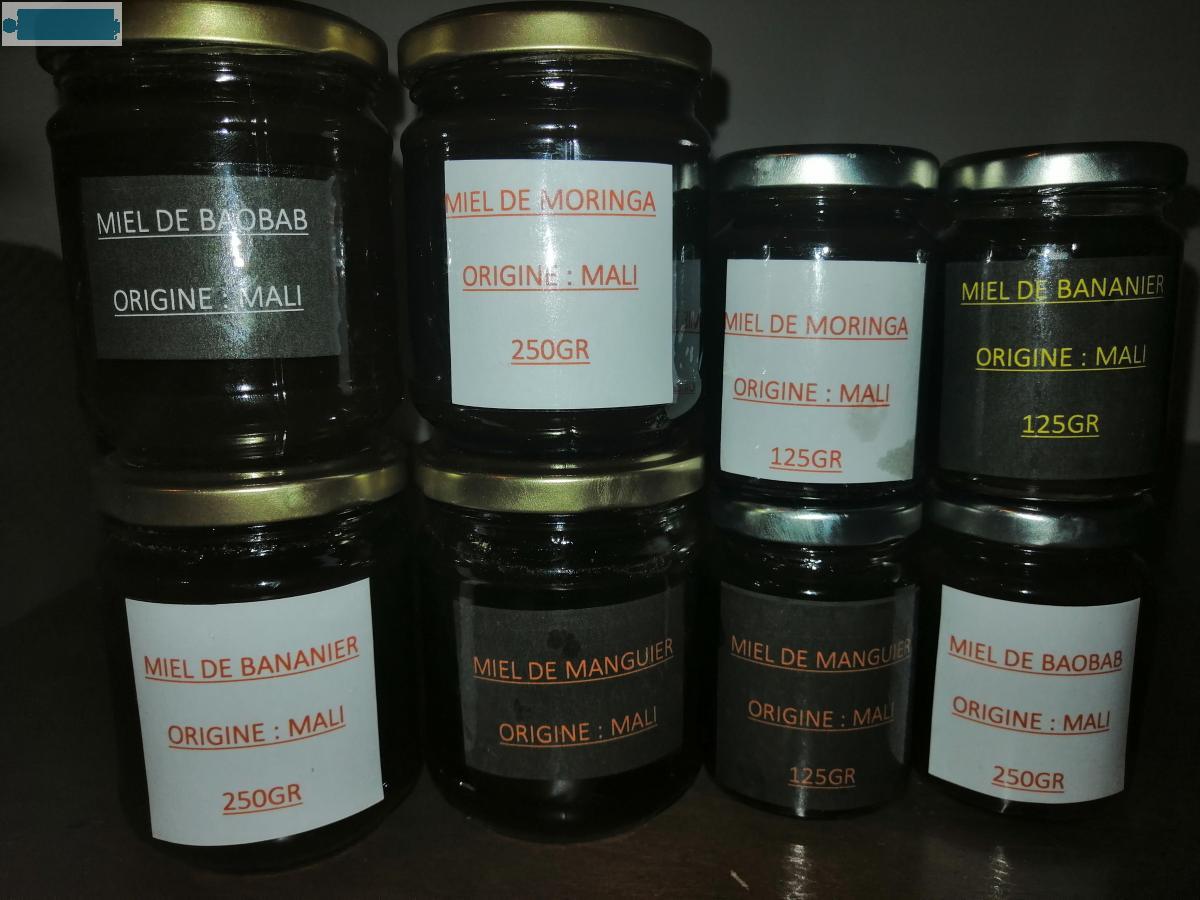 MIEL DE BAOBAB
ORIGINE : MALI
MIEL DE MORINGA
ORIGINE : MALI
250GR
MIEL DE MORINGA
ORIGINE : MALI
125GR
MIEL DE BANANIER
ORIGINE : MALI
125GR
MIEL DE BANANIER
ORIGINE : MALI
250GR
MIEL DE MANGUIER
ORIGINE : MALI
MIEL DE MANGUIER
ORIGINE : MALI
125GR
MIEL DE BAOBAB
ORIGINE : MALI
250GR